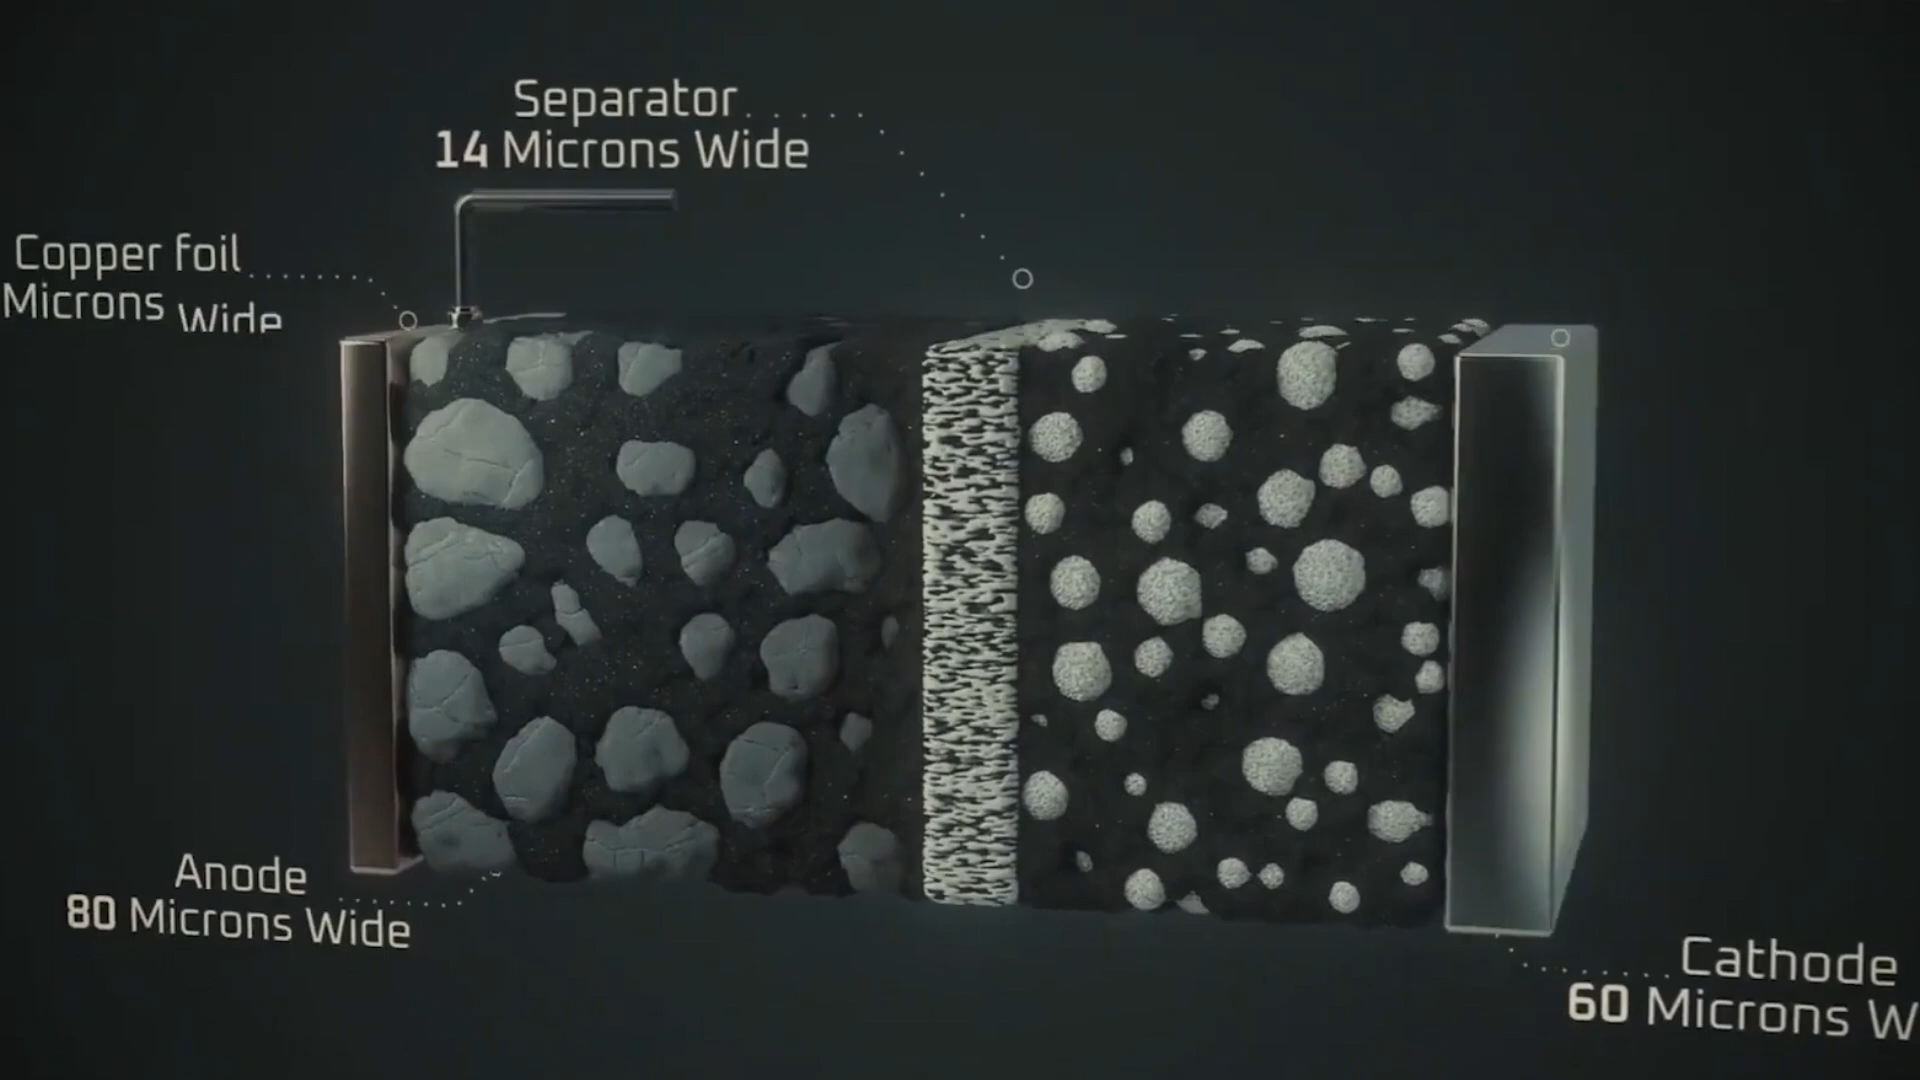 Separator
14 Microns Wide
Copper foil
Microns Wide
Anode
80 Microns Wide
Cathode
60 Microns W